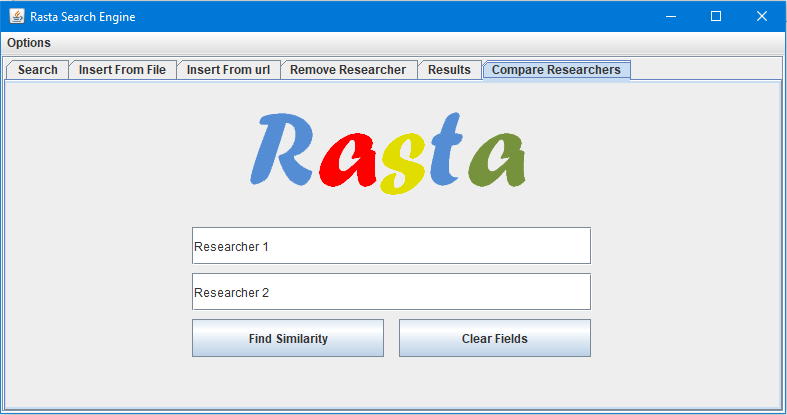 Rasta Search Engine
Options
Search Insert From File Insert From url Remove Researcher Results Compare Researchers
Rasta
Researcher 1
Researcher 2
Find Similarity Clear Fields